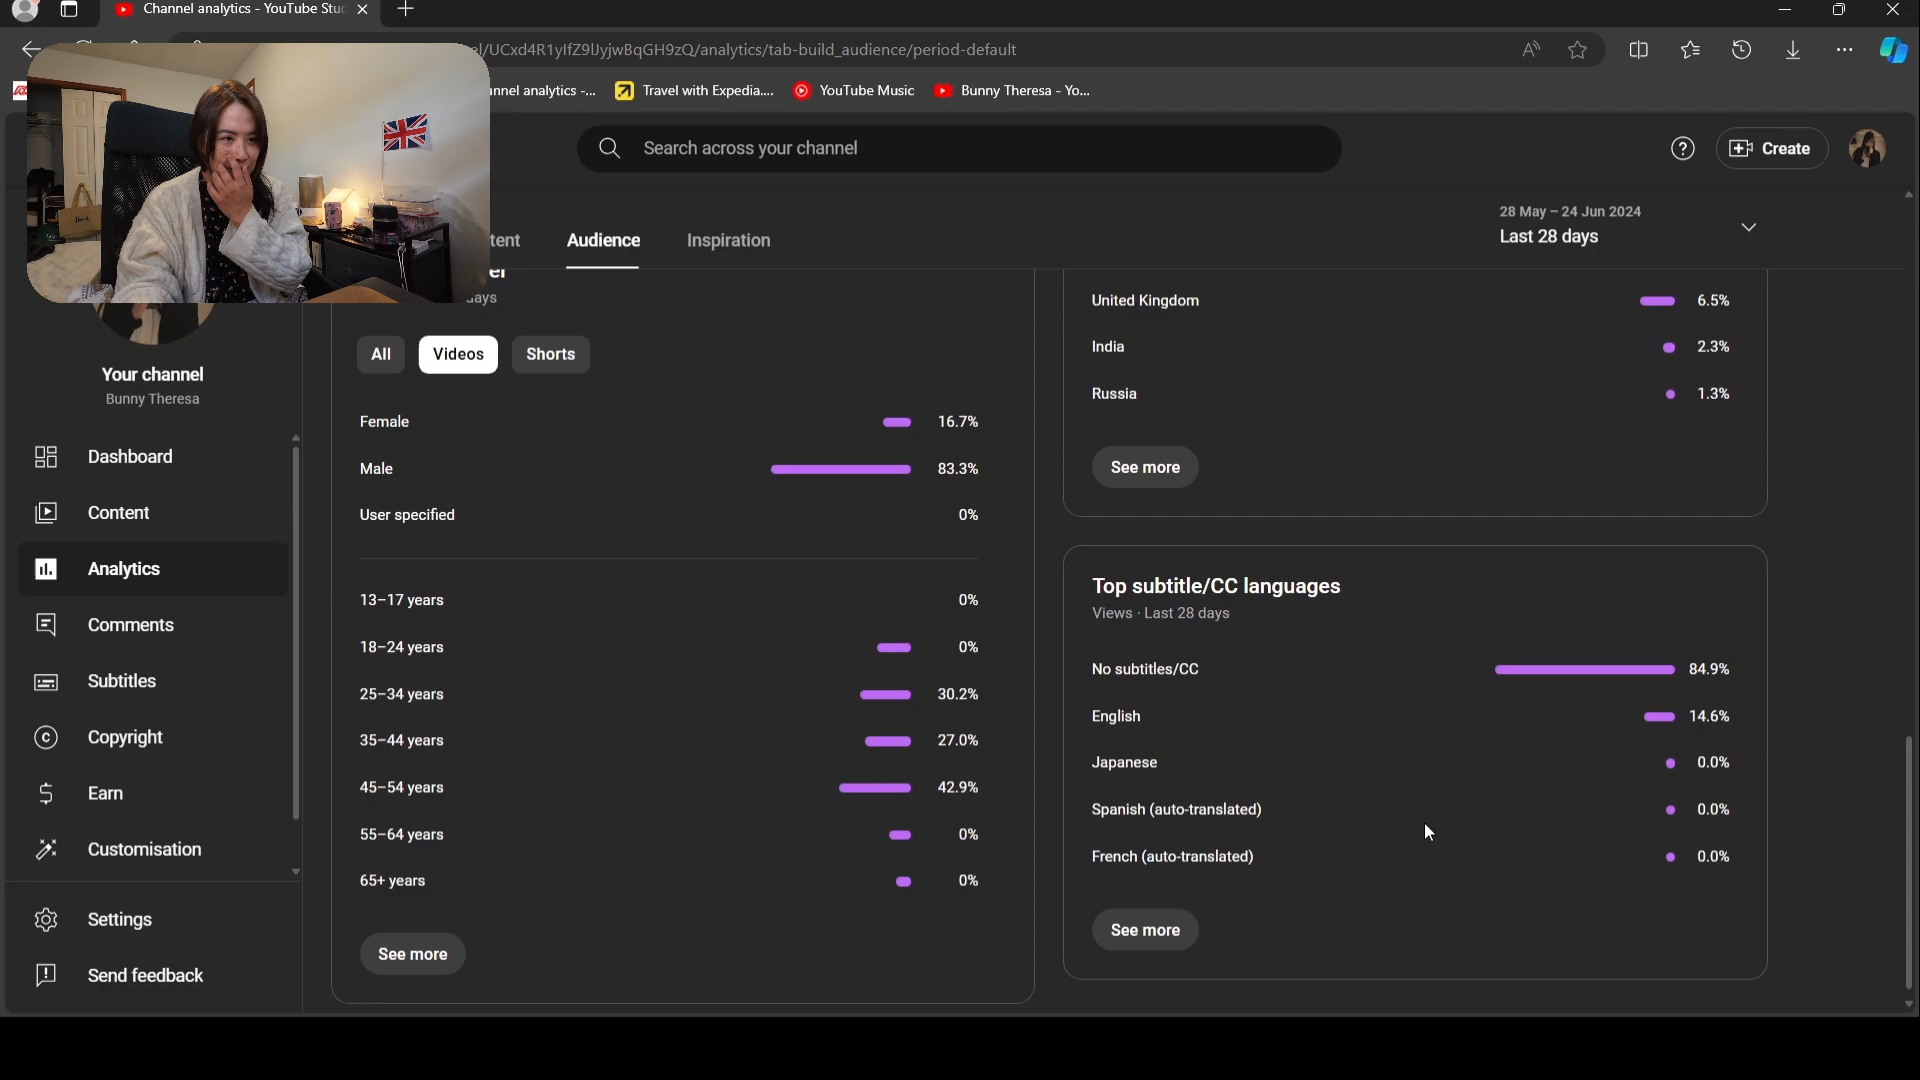 Channel analytics - YouTube Stu
el/UCxd4R1yIfZ9lJyjwBqGH9zQ/analytics/tab-build_audience/period-default
nnel analytics -...
Travel with Expedia....
YouTube Music
Bunny Theresa - Yo...
Search across your channel
Create
tent
Audience
Inspiration
28 May – 24 Jun 2024
Last 28 days
er
days
All
Videos
Shorts
Female 16.7%
Male 83.3%
User specified 0%
13–17 years 0%
18–24 years 0%
25–34 years 30.2%
35–44 years 27.0%
45–54 years 42.9%
55–64 years 0%
65+ years 0%
See more
United Kingdom 6.5%
India 2.3%
Russia 1.3%
See more
Top subtitle/CC languages
Views · Last 28 days
No subtitles/CC 84.9%
English 14.6%
Japanese 0.0%
Spanish (auto-translated) 0.0%
French (auto-translated) 0.0%
See more
Your channel
Bunny Theresa
Dashboard
Content
Analytics
Comments
Subtitles
Copyright
Earn
Customisation
Settings
Send feedback